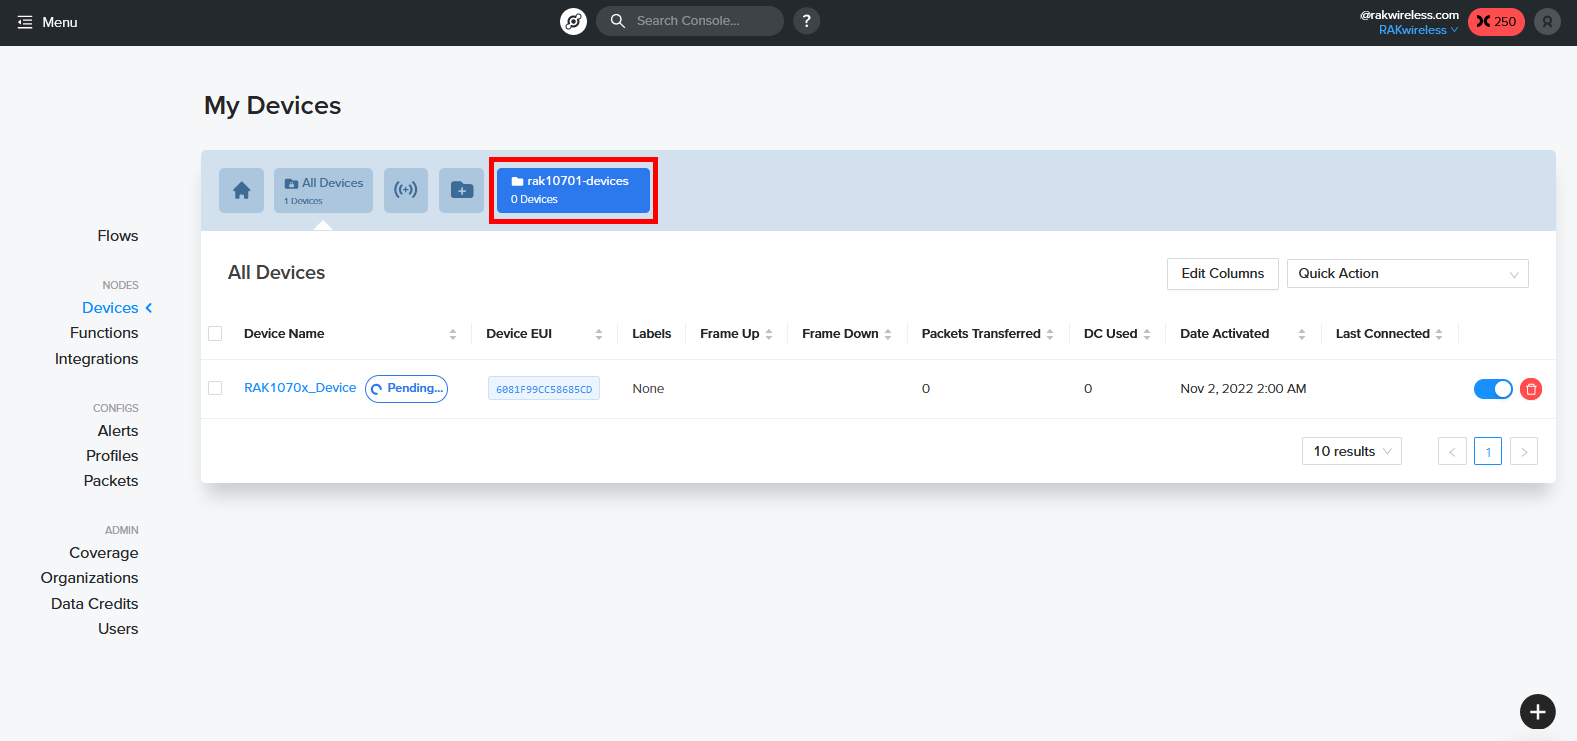 Menu
Search Console...
?
@rakwireless.com
RAKwireless
250
My Devices
All Devices
1 Devices
rak10701-devices
0 Devices
Flows
NODES
Devices
Functions
Integrations
CONFIGS
Alerts
Profiles
Packets
ADMIN
Coverage
Organizations
Data Credits
Users
All Devices
Edit Columns
Quick Action
Device Name Device EUI Labels Frame Up Frame Down Packets Transferred DC Used Date Activated Last Connected
RAK1070x_Device Pending... 6081F99CC58685CD None 0 0 Nov 2, 2022 2:00 AM
10 results < 1 >